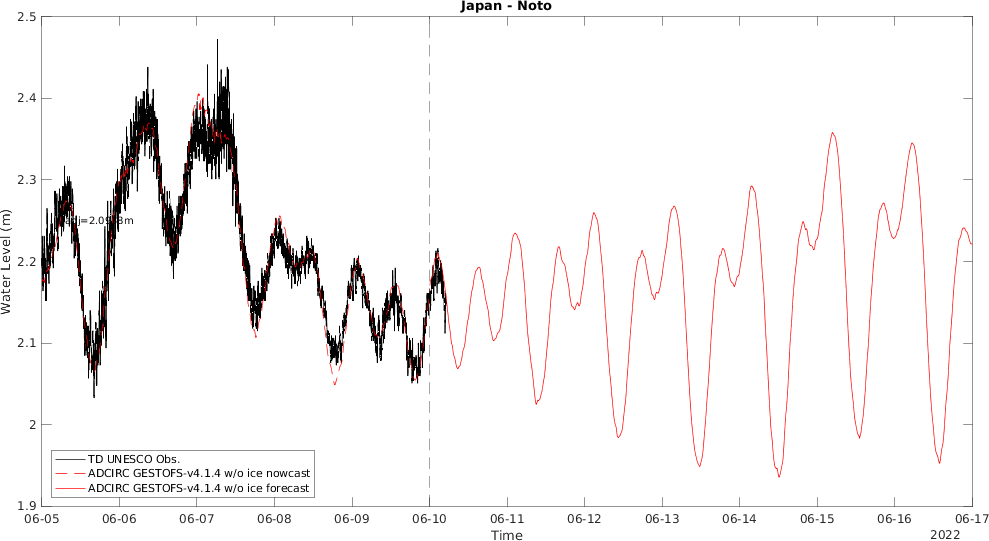 Japan - Noto
2.5
2.4
2.3
2.2
2.1
2
1.9
Water Level (m)
TD UNESCO Obs.
ADCIRC GESTOFS-v4.1.4 w/o ice nowcast
ADCIRC GESTOFS-v4.1.4 w/o ice forecast
06-05 06-06 06-07 06-08 06-09 06-10 06-11 06-12 06-13 06-14 06-15 06-16 06-17
Time
2022